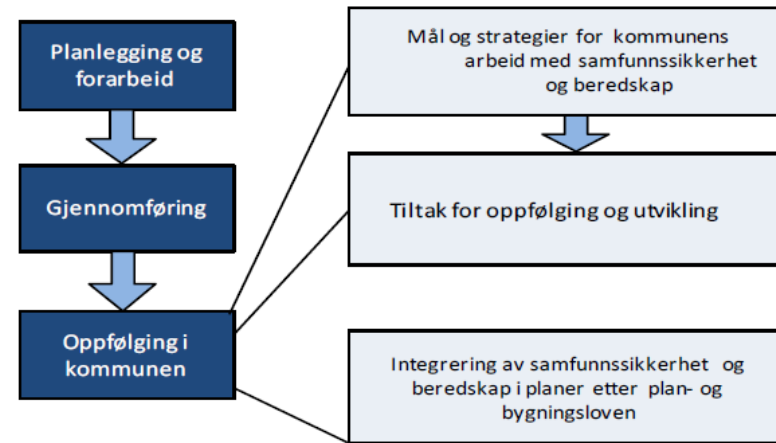 Planlegging og
forarbeid
Gjennomføring
Oppfølging i
kommunen
Mål og strategier for kommunens
arbeid med samfunnssikkerhet
og beredskap
Tiltak for oppfølging og utvikling
Integrering av samfunnssikkerhet og
beredskap i planer etter plan- og
bygningsloven